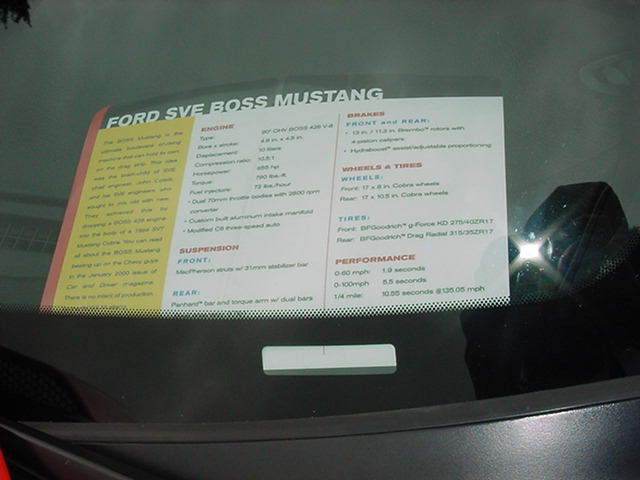 FORD SVE BOSS MUSTANG
The BOSS Mustang is the
ultimate boulevard cruising
machine that can hold its own
on the drag strip. This idea
was the brain-child of SVE
chief engineer, John Coletti,
and his SVE engineers, who
sought to mix old with new.
They achieved this by
dropping a BOSS 429 engine
into the body of a 1994 SVT
Mustang Cobra. You can read
all about the BOSS Mustang
beating up on the Chevy guys
in the January 2000 issue of
Car and Driver magazine.
There is no intent of production.
ENGINE
Type: 90° OHV BOSS 429 V-8
Bore x stroke: 4.6 in. x 4.5 in.
Displacement: 10 liters
Compression ratio: 10.5:1
Horsepower: 855 hp
Torque: 790 lbs.-ft.
Fuel injectors: 72 lbs./hour
• Dual 70mm throttle bodies with 2800 rpm
converter
• Custom built aluminum intake manifold
• Modified C6 three-speed auto
SUSPENSION
FRONT:
MacPherson struts w/ 31mm stabilizer bar
REAR:
Panhard™ bar and torque arm w/ dual bars
BRAKES
FRONT and REAR:
• 13 in. / 11.3 in. Brembo™ rotors with
4-piston calipers
• Hydroboost™ assist/adjustable proportioning
WHEELS & TIRES
WHEELS:
Front: 17 x 8 in. Cobra wheels
Rear: 17 x 10.5 in. Cobra wheels
TIRES:
Front: BFGoodrich™ g-Force KD 275/40ZR17
Rear: BFGoodrich™ Drag Radial 315/35ZR17
PERFORMANCE
0-60 mph: 1.9 seconds
0-100mph: 5.5 seconds
1/4 mile: 10.55 seconds @135.05 mph